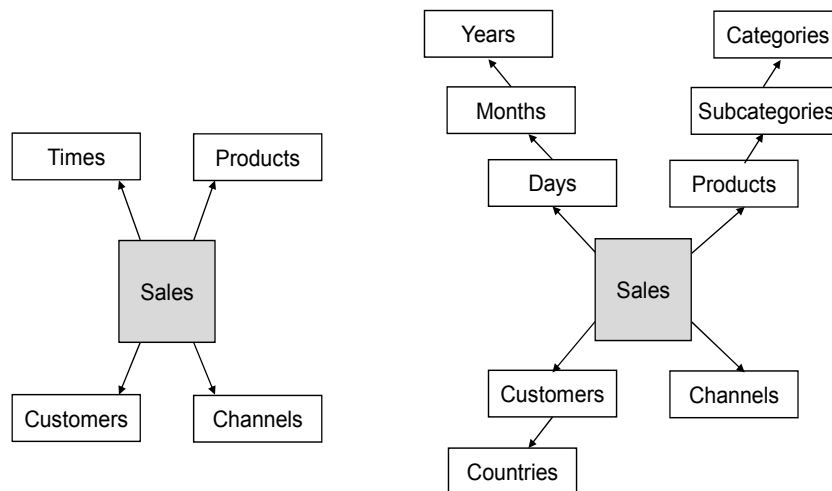 Times
Products
Sales
Customers
Channels
Years
Categories
Months
Subcategories
Days
Products
Sales
Customers
Channels
Countries